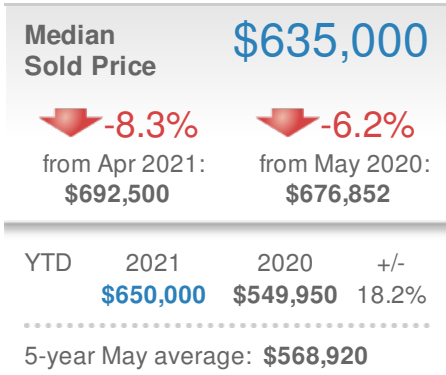 Median $635,000
Sold Price
-8.3% -6.2%
from Apr 2021: from May 2020:
$692,500 $676,852
YTD 2021 2020 +/-
$650,000 $549,950 18.2%
5-year May average: $568,920